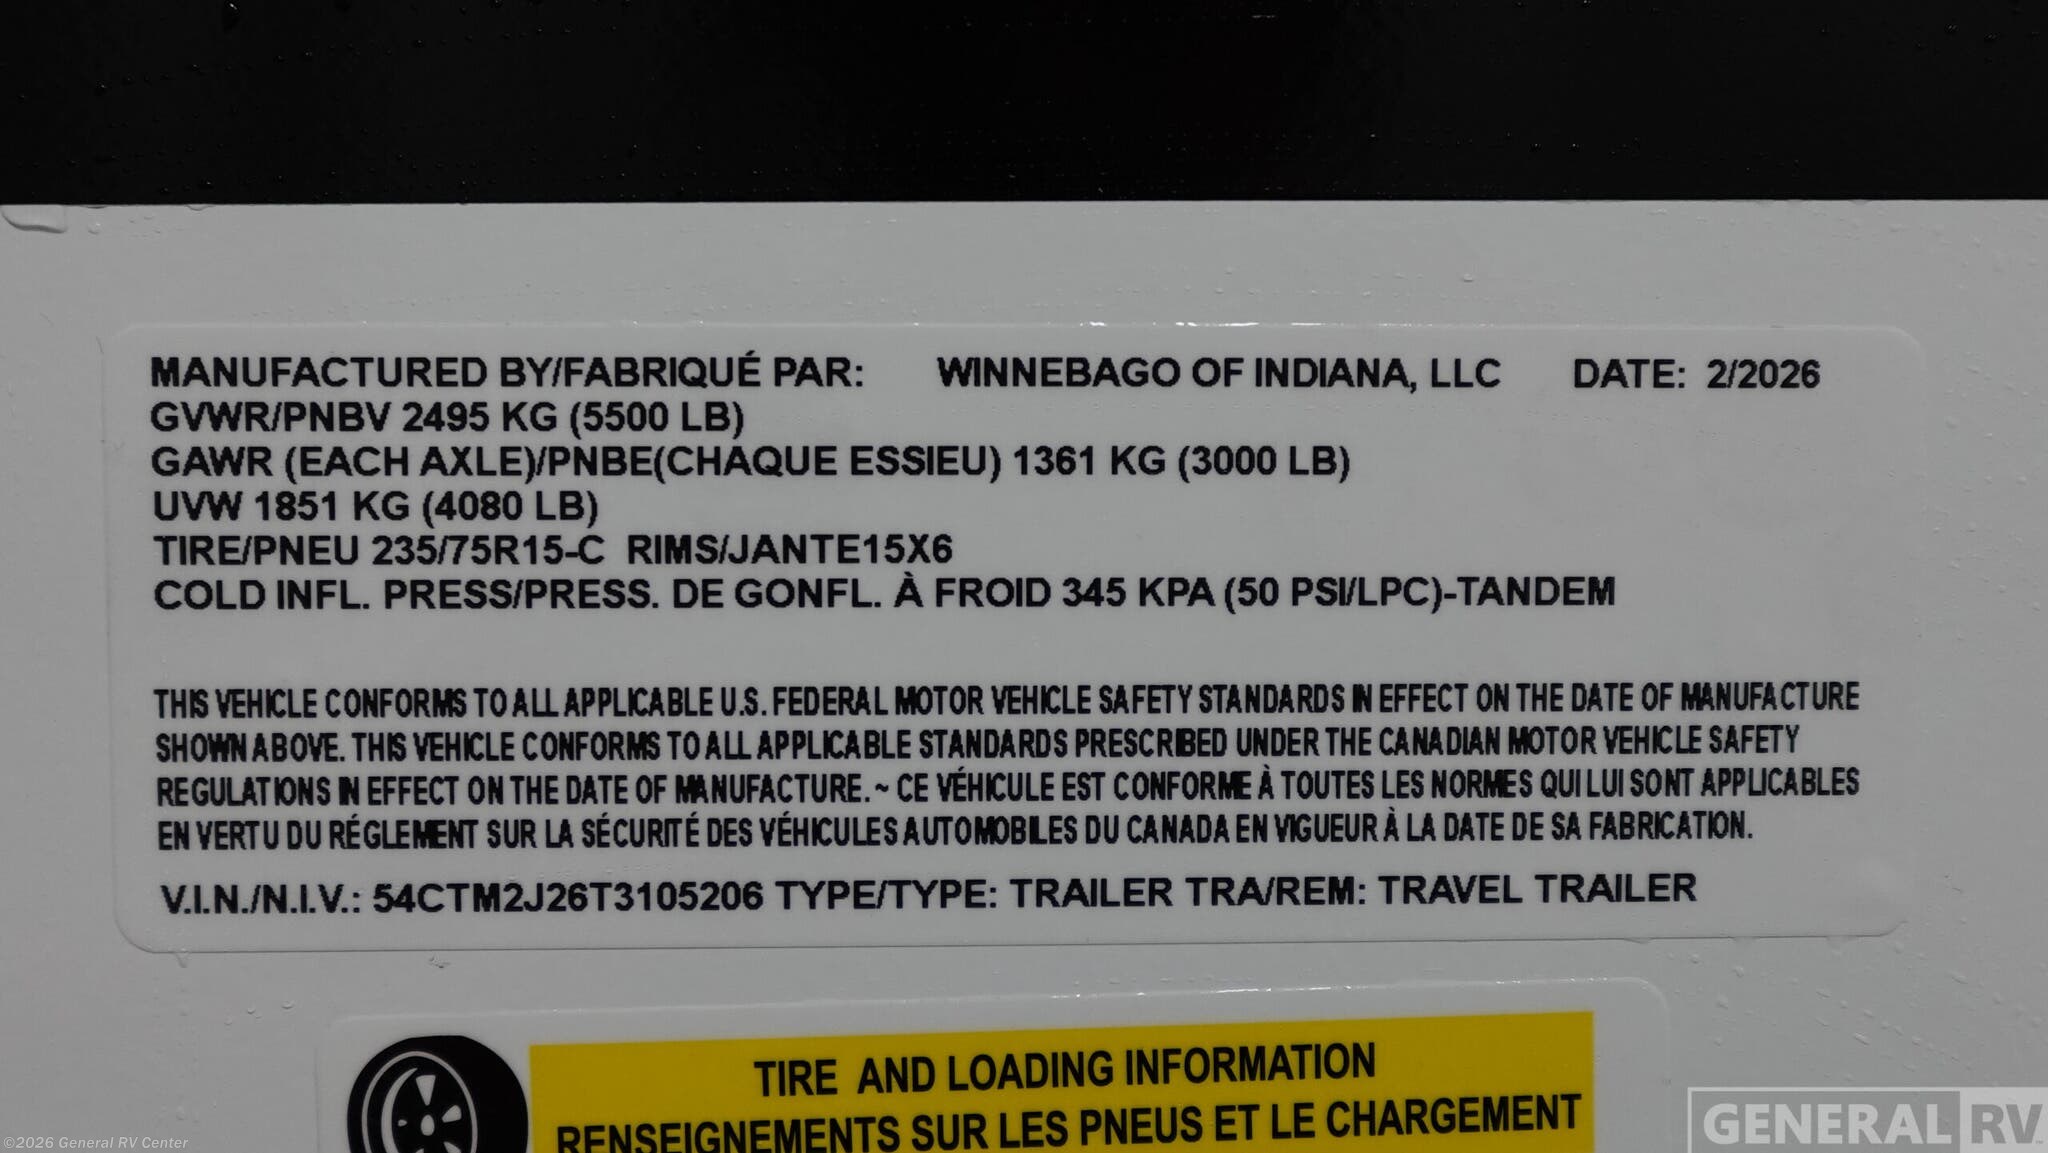 MANUFACTURED BY/FABRIQUÉ PAR: WINNEBAGO OF INDIANA, LLC DATE: 2/2026
GVWR/PNBV 2495 KG (5500 LB)
GAWR (EACH AXLE)/PNBE(CHAQUE ESSIEU) 1361 KG (3000 LB)
UVW 1851 KG (4080 LB)
TIRE/PNEU 235/75R15-C RIMS/JANTE15X6
COLD INFL. PRESS/PRESS. DE GONFL. À FROID 345 KPA (50 PSI/LPC)-TANDEM
THIS VEHICLE CONFORMS TO ALL APPLICABLE U.S. FEDERAL MOTOR VEHICLE SAFETY STANDARDS IN EFFECT ON THE DATE OF MANUFACTURE
SHOWN ABOVE. THIS VEHICLE CONFORMS TO ALL APPLICABLE STANDARDS PRESCRIBED UNDER THE CANADIAN MOTOR VEHICLE SAFETY
REGULATIONS IN EFFECT ON THE DATE OF MANUFACTURE. ~ CE VÉHICULE EST CONFORME À TOUTES LES NORMES QUI LUI SONT APPLICABLES
EN VERTU DU RÉGLEMENT SUR LA SÉCURITÉ DES VÉHICULES AUTOMOBILES DU CANADA EN VIGUEUR À LA DATE DE SA FABRICATION.
V.I.N./N.I.V.: 54CTM2J26T3105206 TYPE/TYPE: TRAILER TRA/REM: TRAVEL TRAILER
TIRE AND LOADING INFORMATION
RENSEIGNEMENTS SUR LES PNEUS ET LE CHARGEMENT
©2026 General RV Center
GENERAL RV